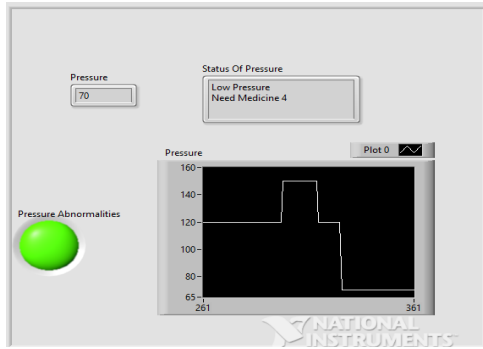 Pressure
70
Status Of Pressure
Low Pressure
Need Medicine 4
Pressure
Plot 0
160
140
120
100
80
65
261
361
Pressure Abnormalities
NATIONAL
INSTRUMENTS™